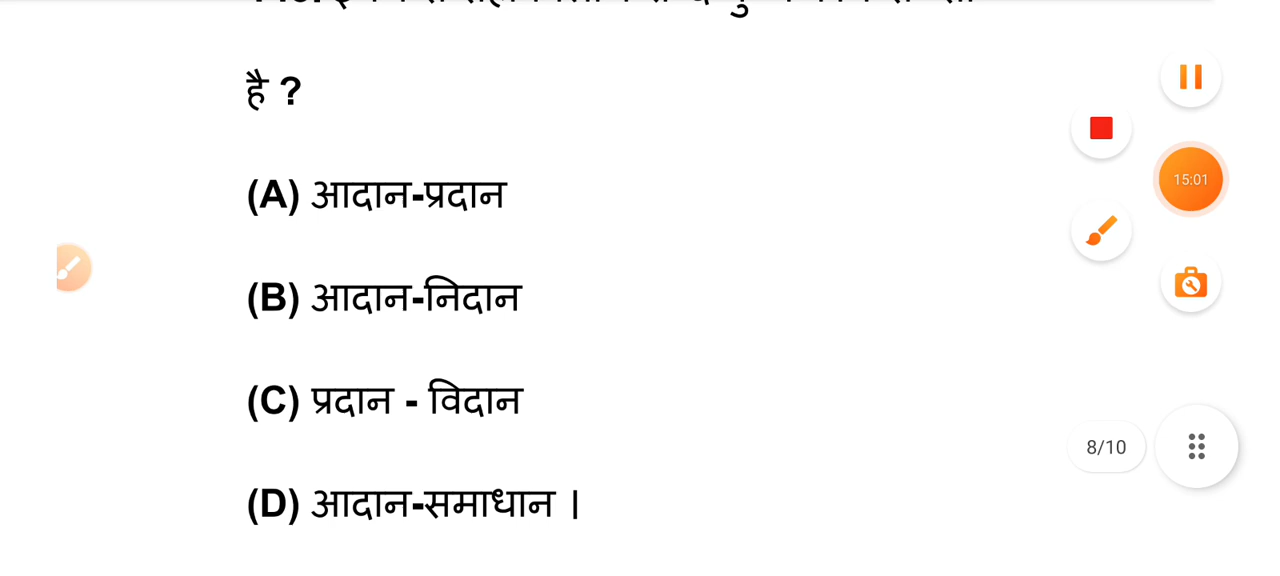 है ?
(A) आदान-प्रदान
15:01
(B) आदान-निदान
(C) प्रदान - विदान
8/10
(D) आदान-समाधान |